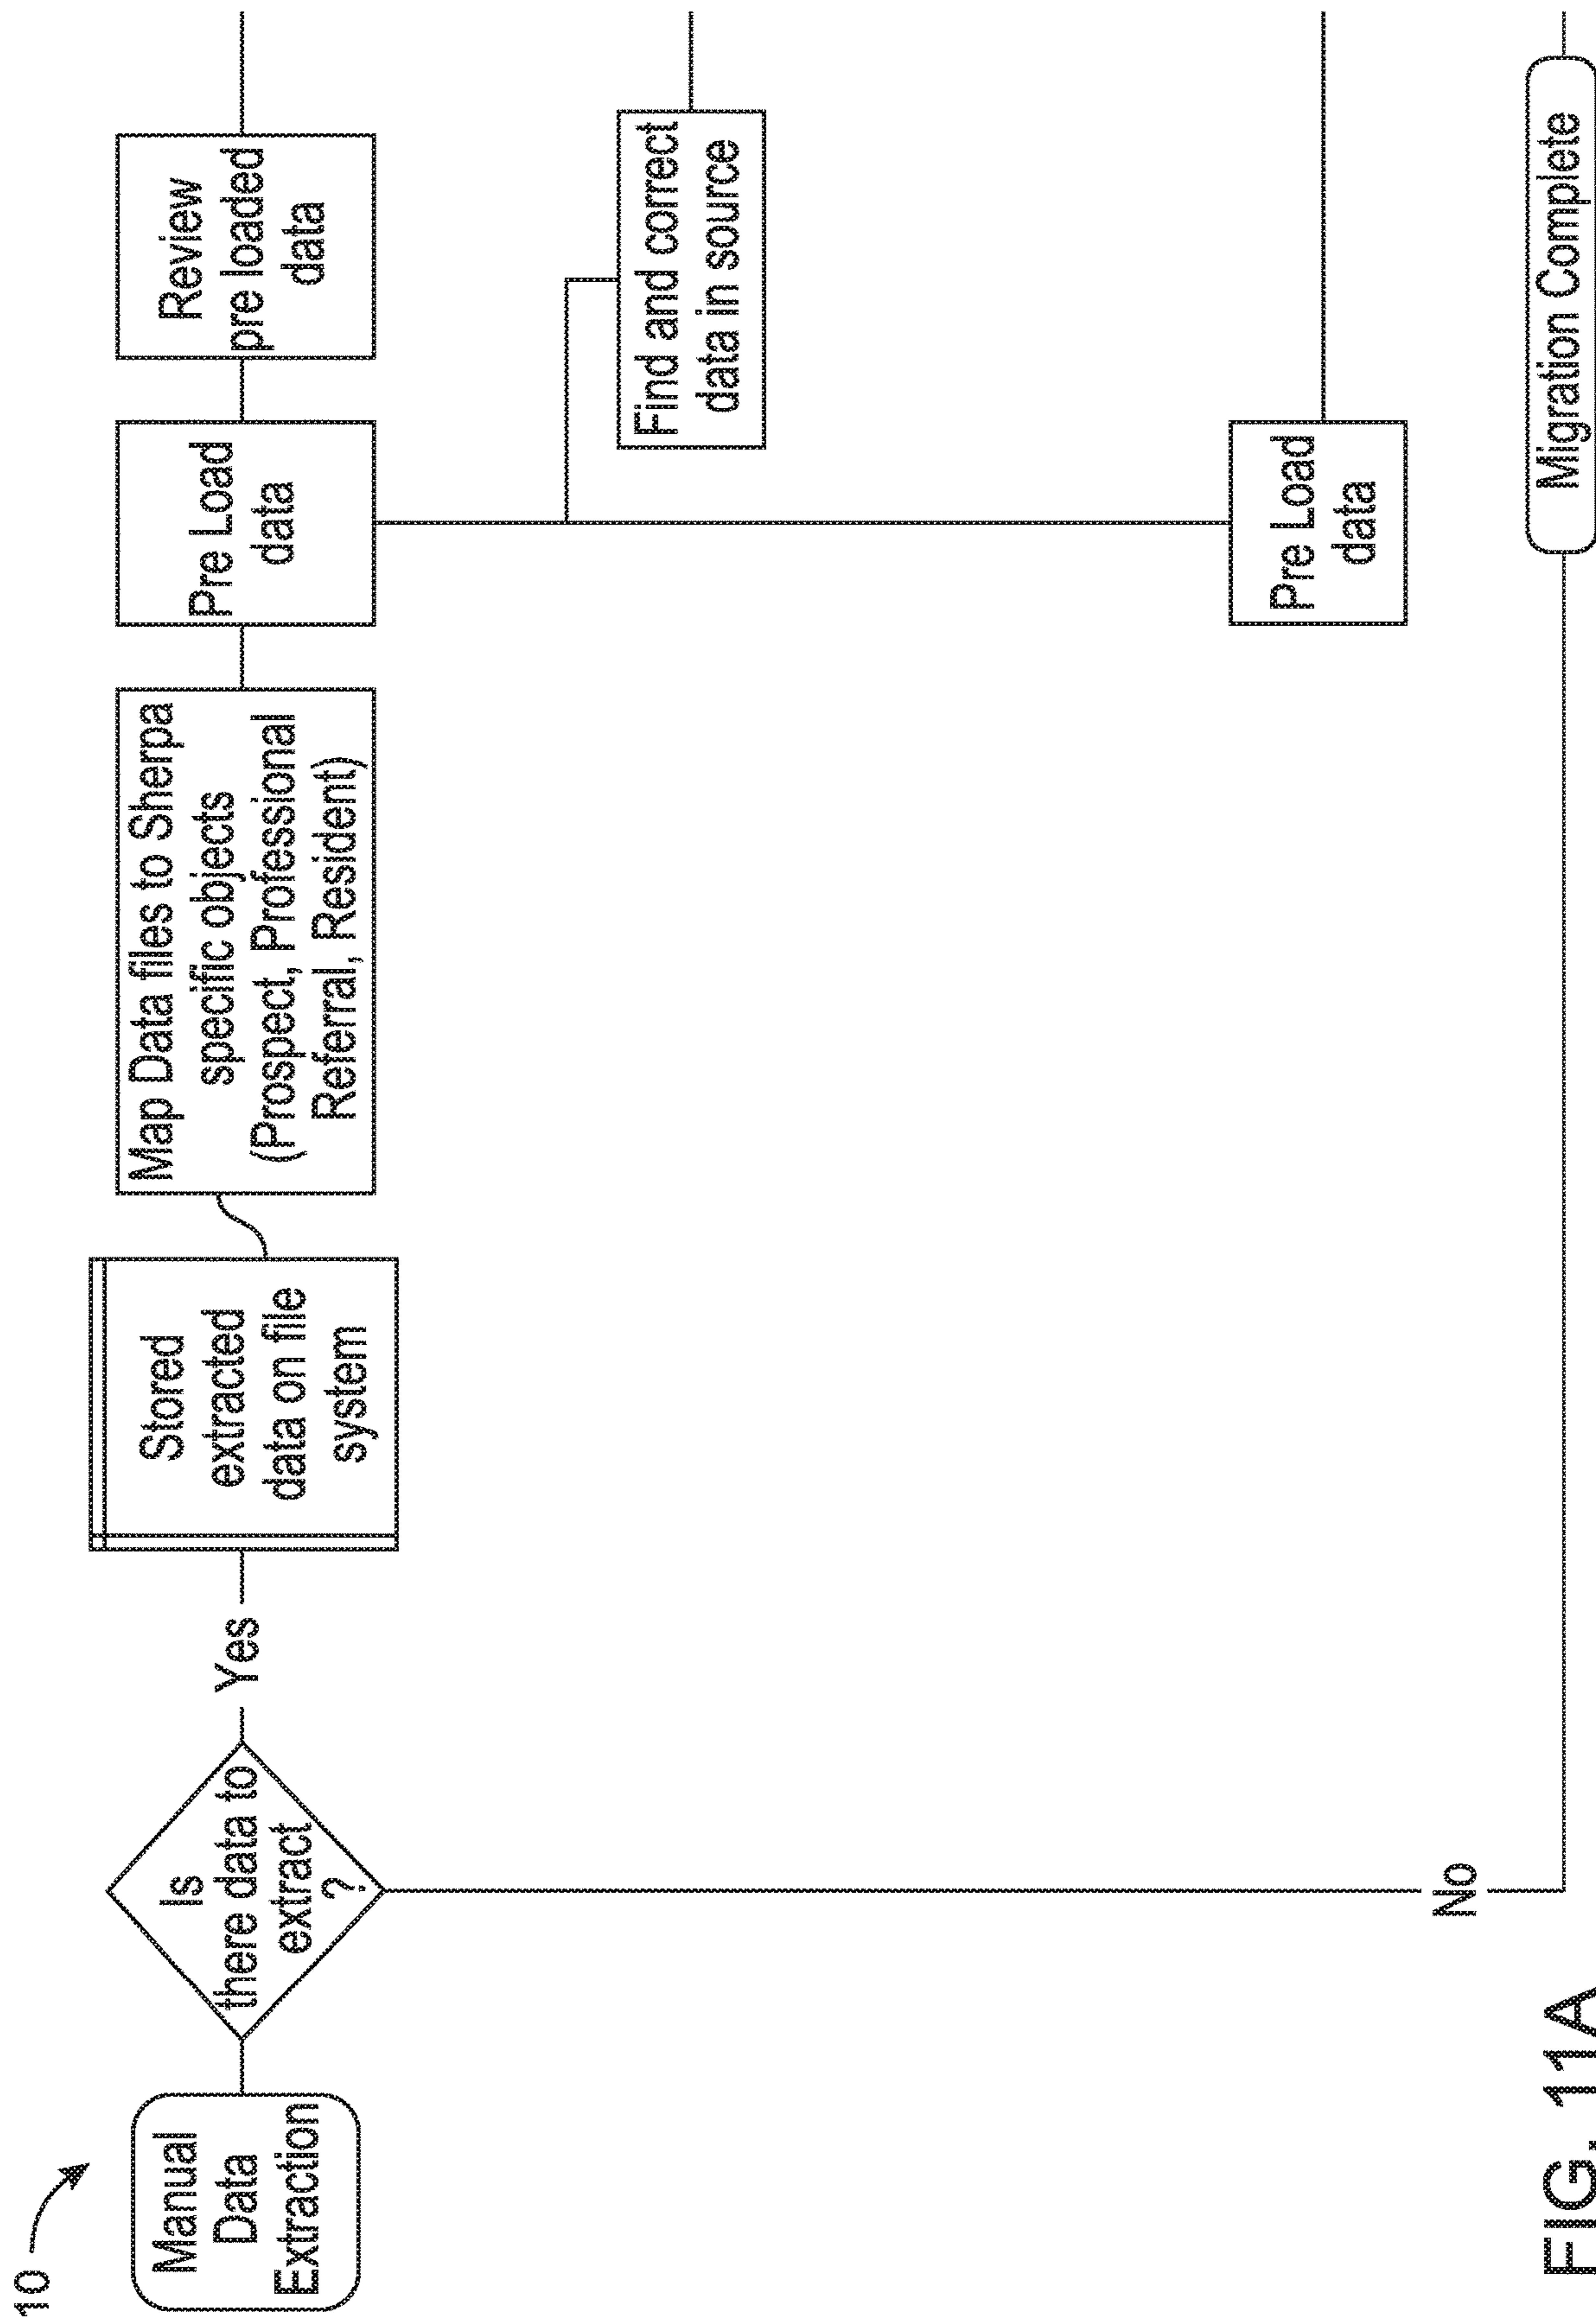 10
Manual
Data
Extraction
Is
there data to
extract
?
Yes
Stored
extracted
data on file
system
Map Data files to Sherpa
specific objects
(Prospect, Professional
Referral, Resident)
Pre Load
data
Review
pre loaded
data
Find and correct
data in source
Pre Load
data
No
Migration Complete
FIG. 11A